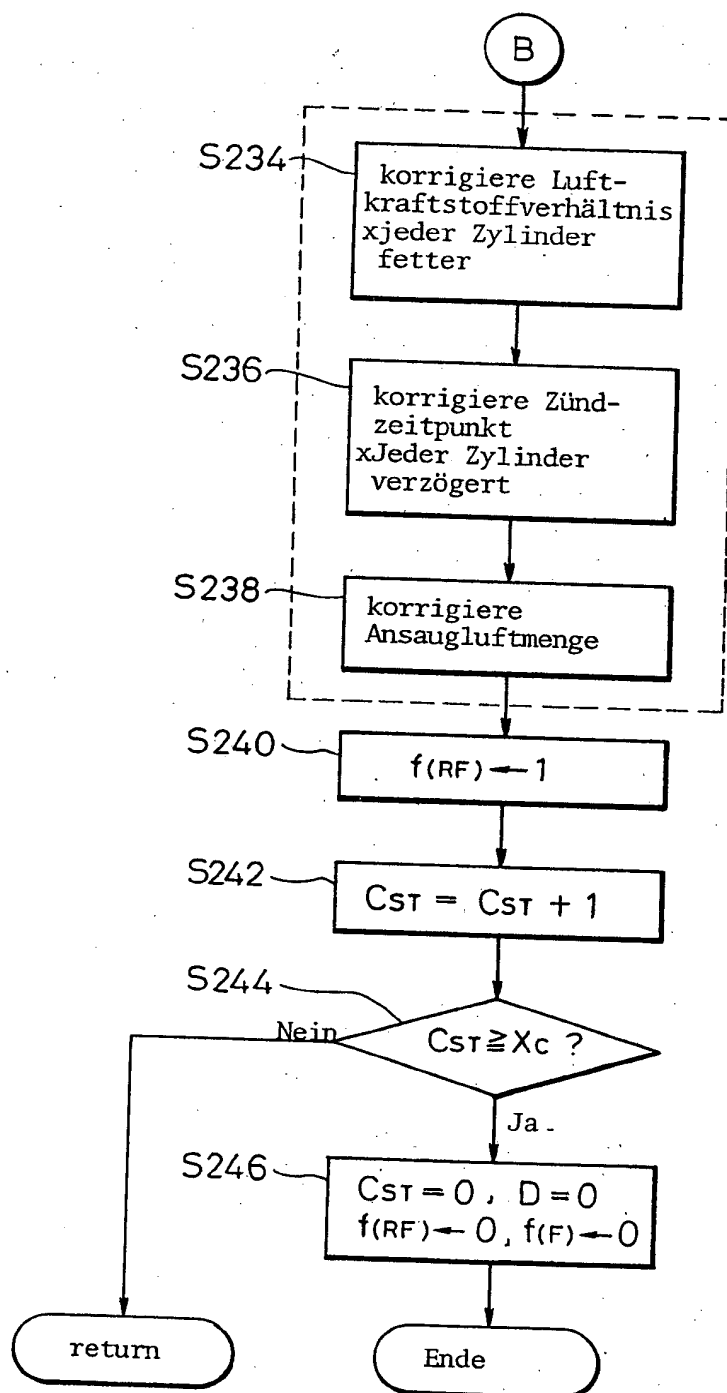 B
S234
korrigiere Luft-
kraftstoffverhältnis
xjeder Zylinder
fetter
S236
korrigiere Zünd-
zeitpunkt
xJeder Zylinder
verzögert
S238
korrigiere
Ansaugluftmenge
S240
f(RF) ← 1
S242
CST = CST + 1
S244
Nein
CST ≧ XC ?
Ja.
S246
CST = 0, D = 0
f(RF) ← 0, f(F) ← 0
return
Ende